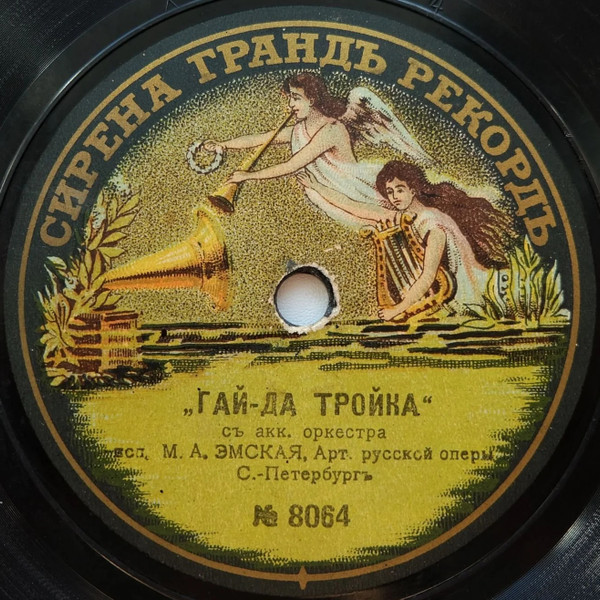 СИРЕНА ГРАНДЪ РЕКОРДЪ
„ГАЙ-ДА ТРОЙКА“
съ акк. оркестра
исп. М. А. ЭМСКАЯ, Арт. русской оперы
С.-Петербургъ
№ 8064